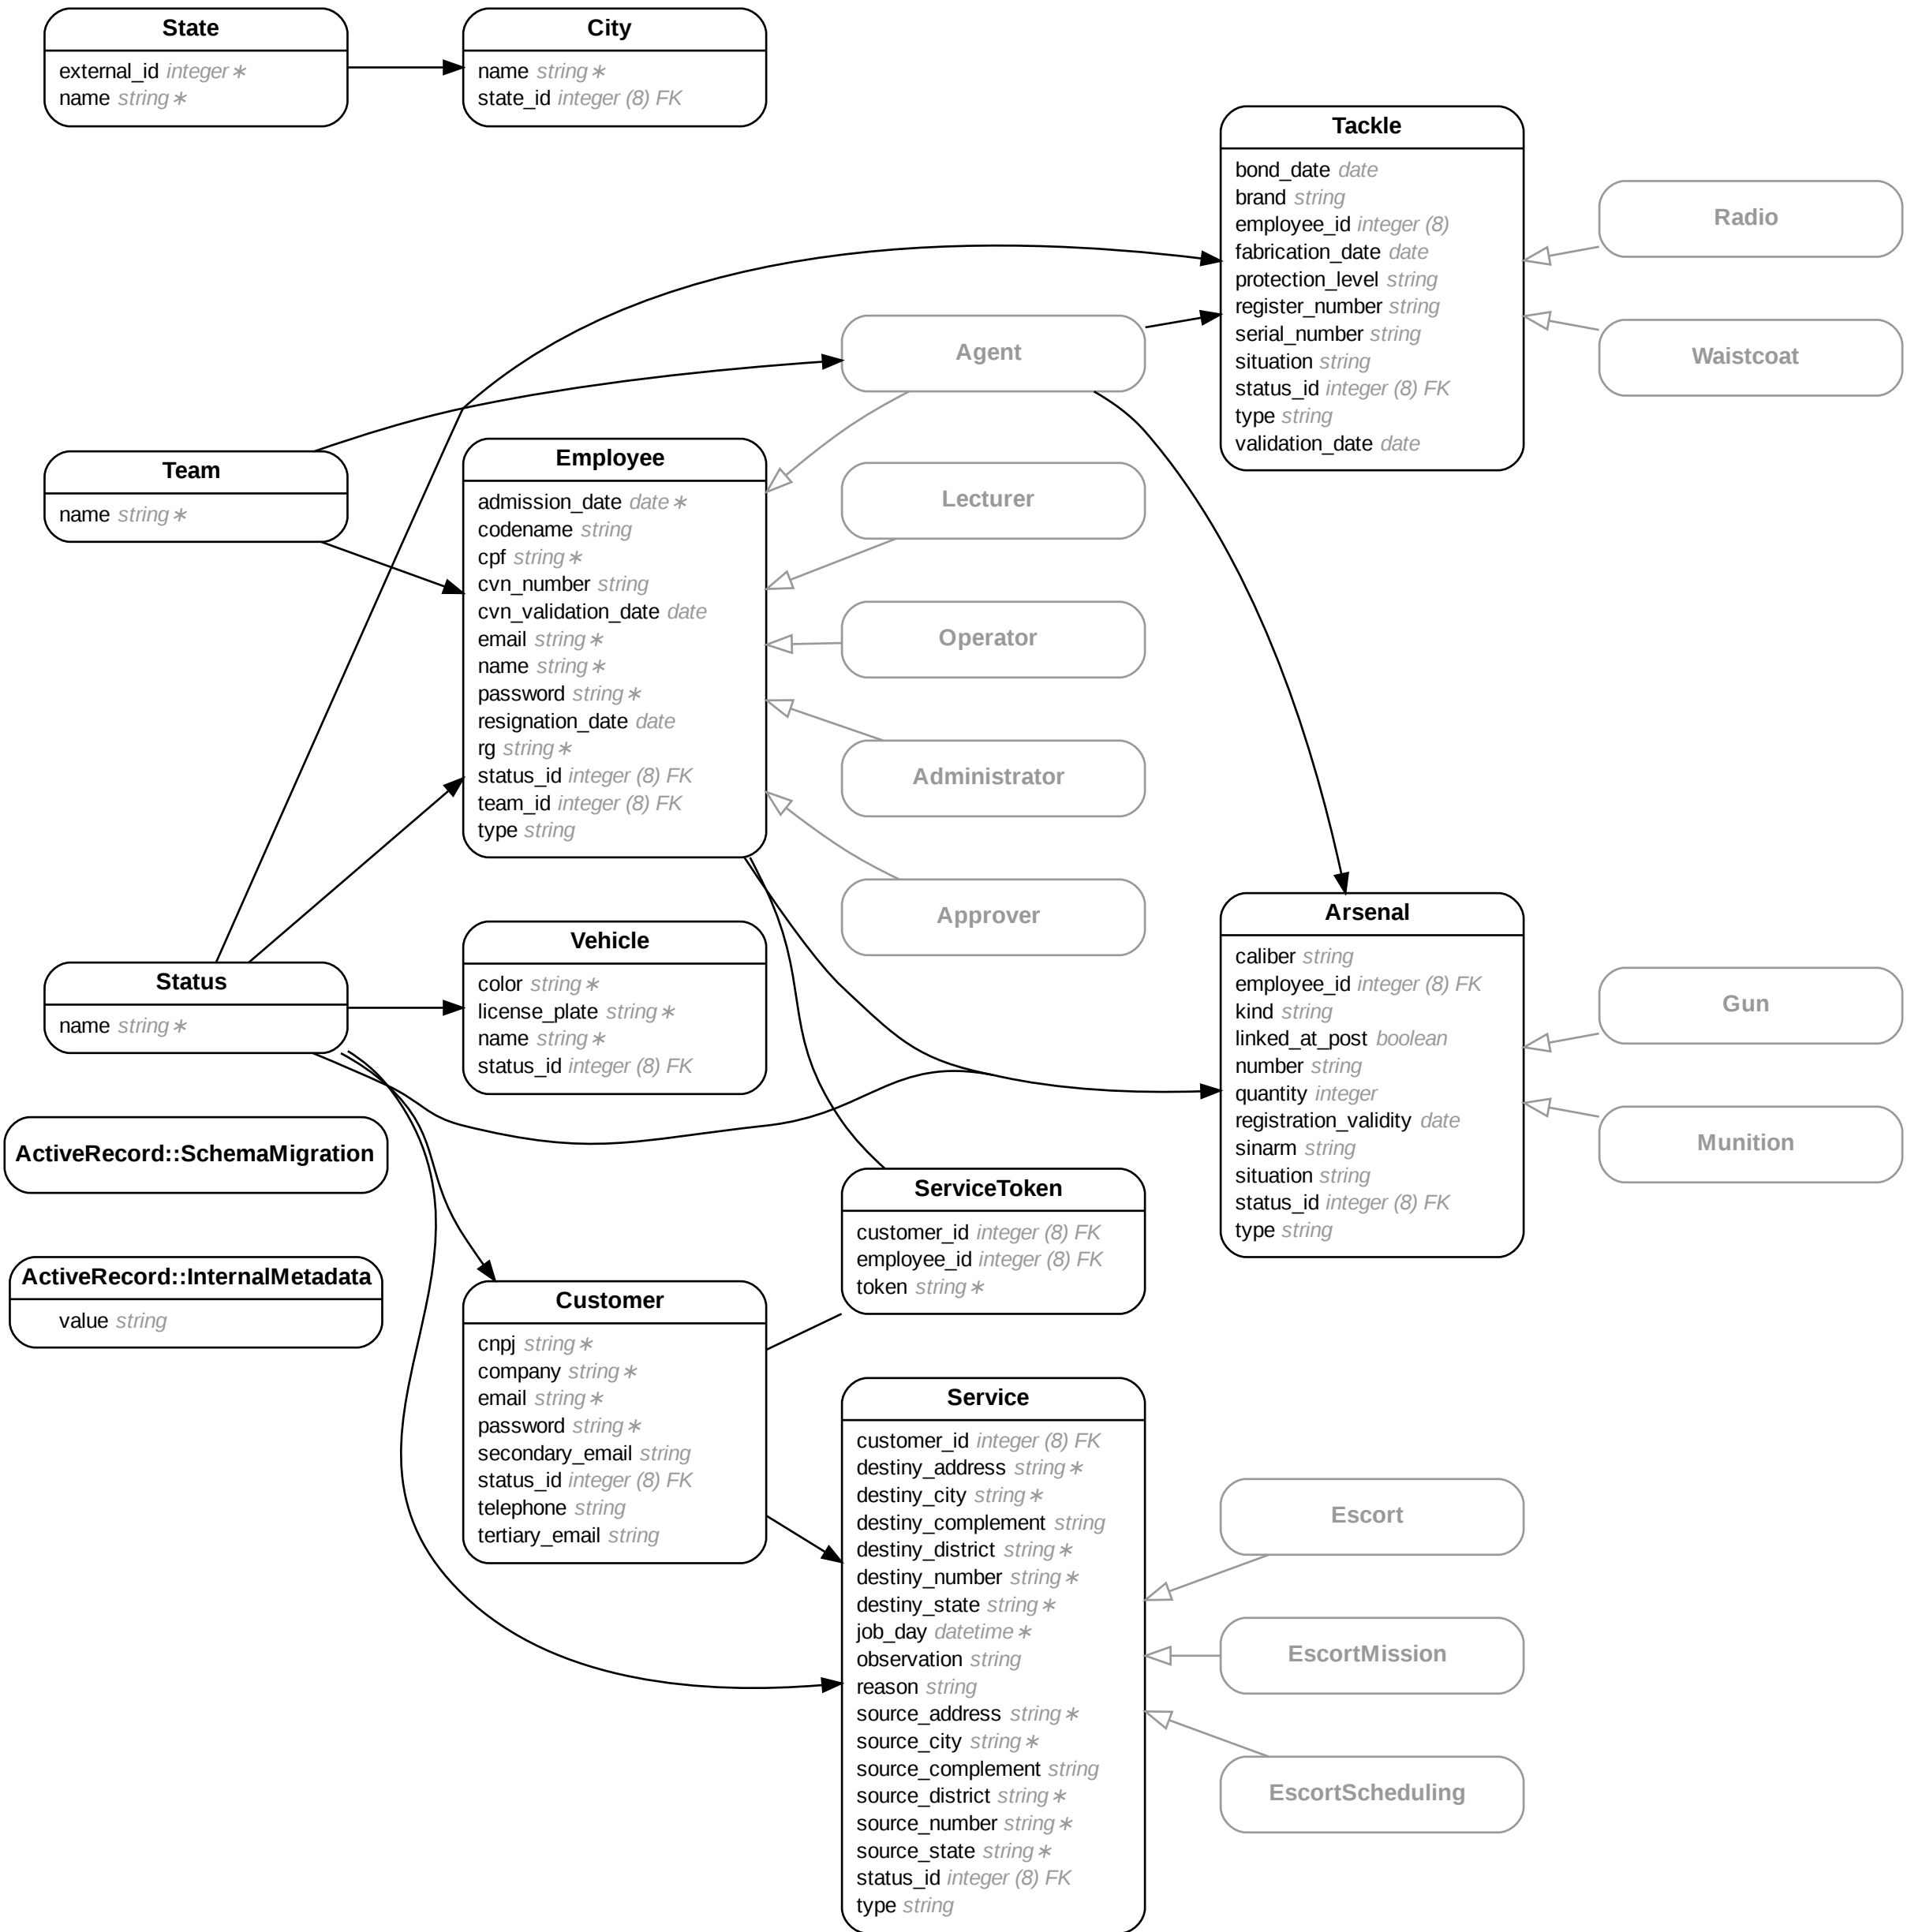 State
external_id integer ∗
name string ∗
City
name string ∗
state_id integer (8) FK
Tackle
bond_date date
brand string
employee_id integer (8)
fabrication_date date
protection_level string
register_number string
serial_number string
situation string
status_id integer (8) FK
type string
validation_date date
Radio
Waistcoat
Agent
Team
name string ∗
Employee
admission_date date ∗
codename string
cpf string ∗
cvn_number string
cvn_validation_date date
email string ∗
name string ∗
password string ∗
resignation_date date
rg string ∗
status_id integer (8) FK
team_id integer (8) FK
type string
Lecturer
Operator
Administrator
Approver
Status
name string ∗
Vehicle
color string ∗
license_plate string ∗
name string ∗
status_id integer (8) FK
Arsenal
caliber string
employee_id integer (8) FK
kind string
linked_at_post boolean
number string
quantity integer
registration_validity date
sinarm string
situation string
status_id integer (8) FK
type string
Gun
Munition
ActiveRecord::SchemaMigration
ActiveRecord::InternalMetadata
value string
ServiceToken
customer_id integer (8) FK
employee_id integer (8) FK
token string ∗
Customer
cnpj string ∗
company string ∗
email string ∗
password string ∗
secondary_email string
status_id integer (8) FK
telephone string
tertiary_email string
Service
customer_id integer (8) FK
destiny_address string ∗
destiny_city string ∗
destiny_complement string
destiny_district string ∗
destiny_number string ∗
destiny_state string ∗
job_day datetime ∗
observation string
reason string
source_address string ∗
source_city string ∗
source_complement string
source_district string ∗
source_number string ∗
source_state string ∗
status_id integer (8) FK
type string
Escort
EscortMission
EscortScheduling